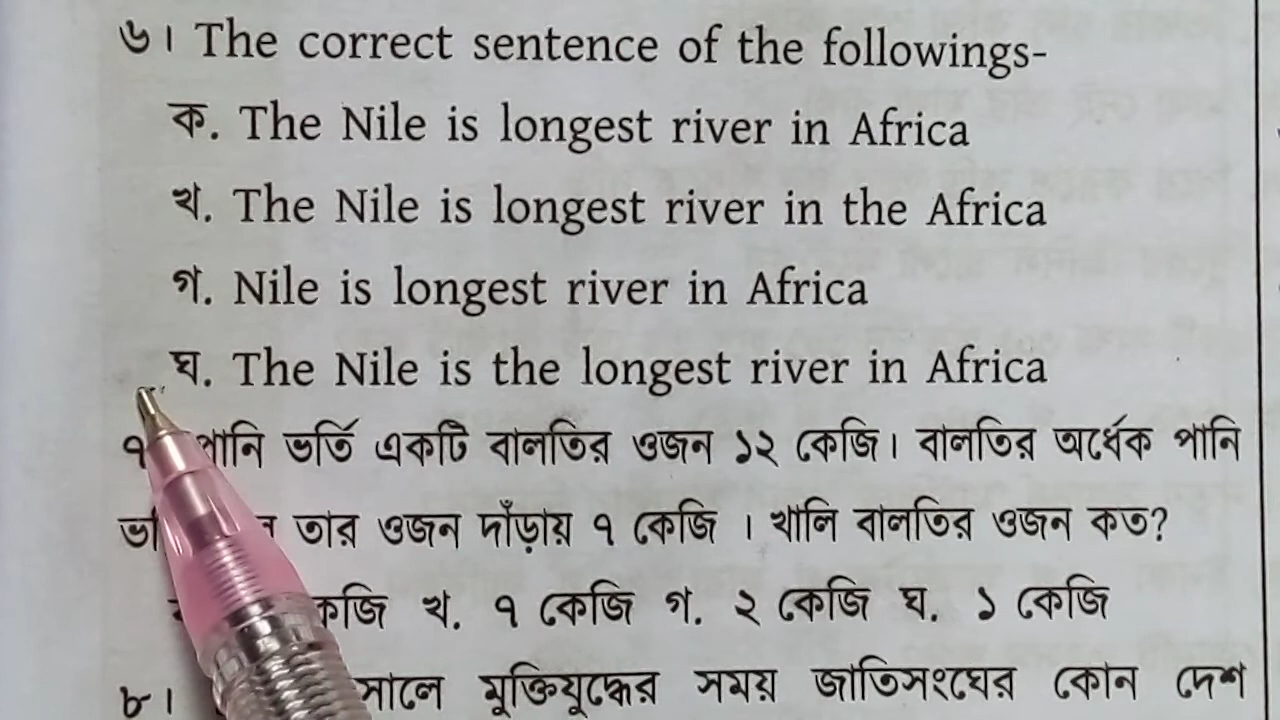 ৬। The correct sentence of the followings-
ক. The Nile is longest river in Africa
খ. The Nile is longest river in the Africa
গ. Nile is longest river in Africa
ঘ. The Nile is the longest river in Africa
৭ পানি ভর্তি একটি বালতির ওজন ১২ কেজি। বালতির অর্ধেক পানি
তার ওজন দাঁড়ায় ৭ কেজি । খালি বালতির ওজন কত?
কেজি খ. ৭ কেজি গ. ২ কেজি ঘ. ১ কেজি
৮। সালে মুক্তিযুদ্ধের সময় জাতিসংঘের কোন দেশ